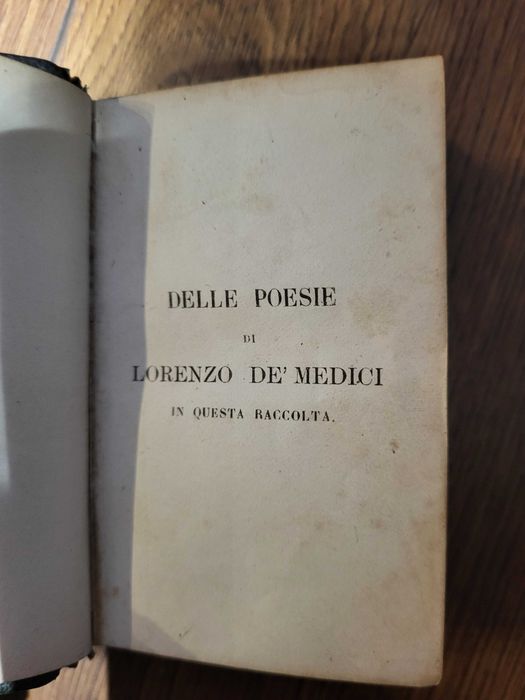 DELLE POESIE
DI
LORENZO DE' MEDICI
IN QUESTA RACCOLTA.